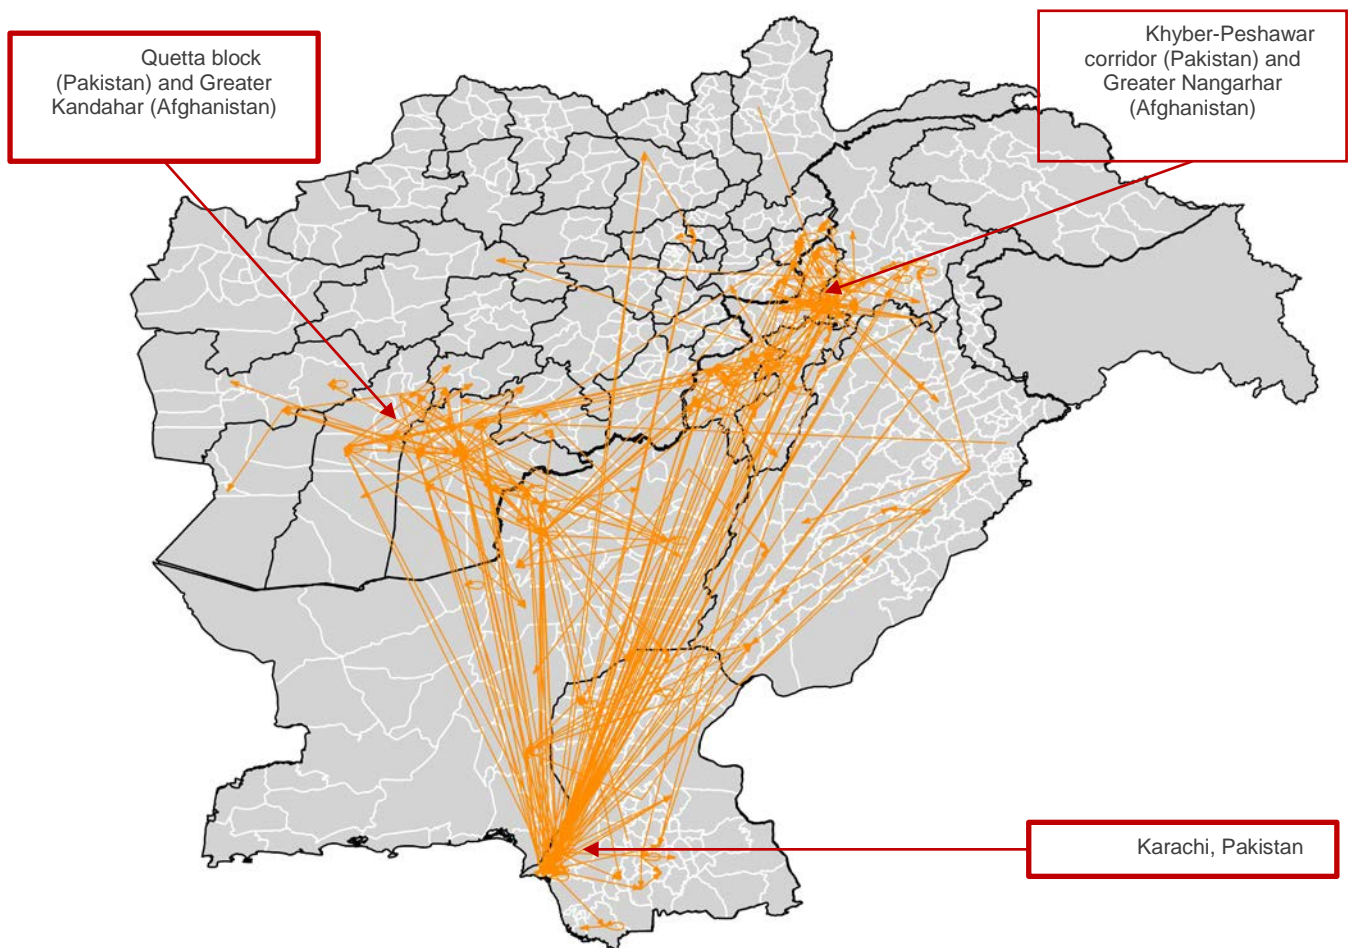 Quetta block
(Pakistan) and Greater
Kandahar (Afghanistan)
Khyber-Peshawar
corridor (Pakistan) and
Greater Nangarhar
(Afghanistan)
Karachi, Pakistan